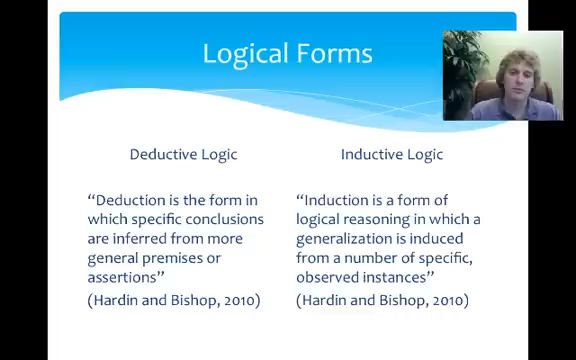 Logical Forms
Deductive Logic
“Deduction is the form in
which specific conclusions
are inferred from more
general premises or
assertions”
(Hardin and Bishop, 2010)
Inductive Logic
“Induction is a form of
logical reasoning in which a
generalization is induced
from a number of specific,
observed instances”
(Hardin and Bishop, 2010)